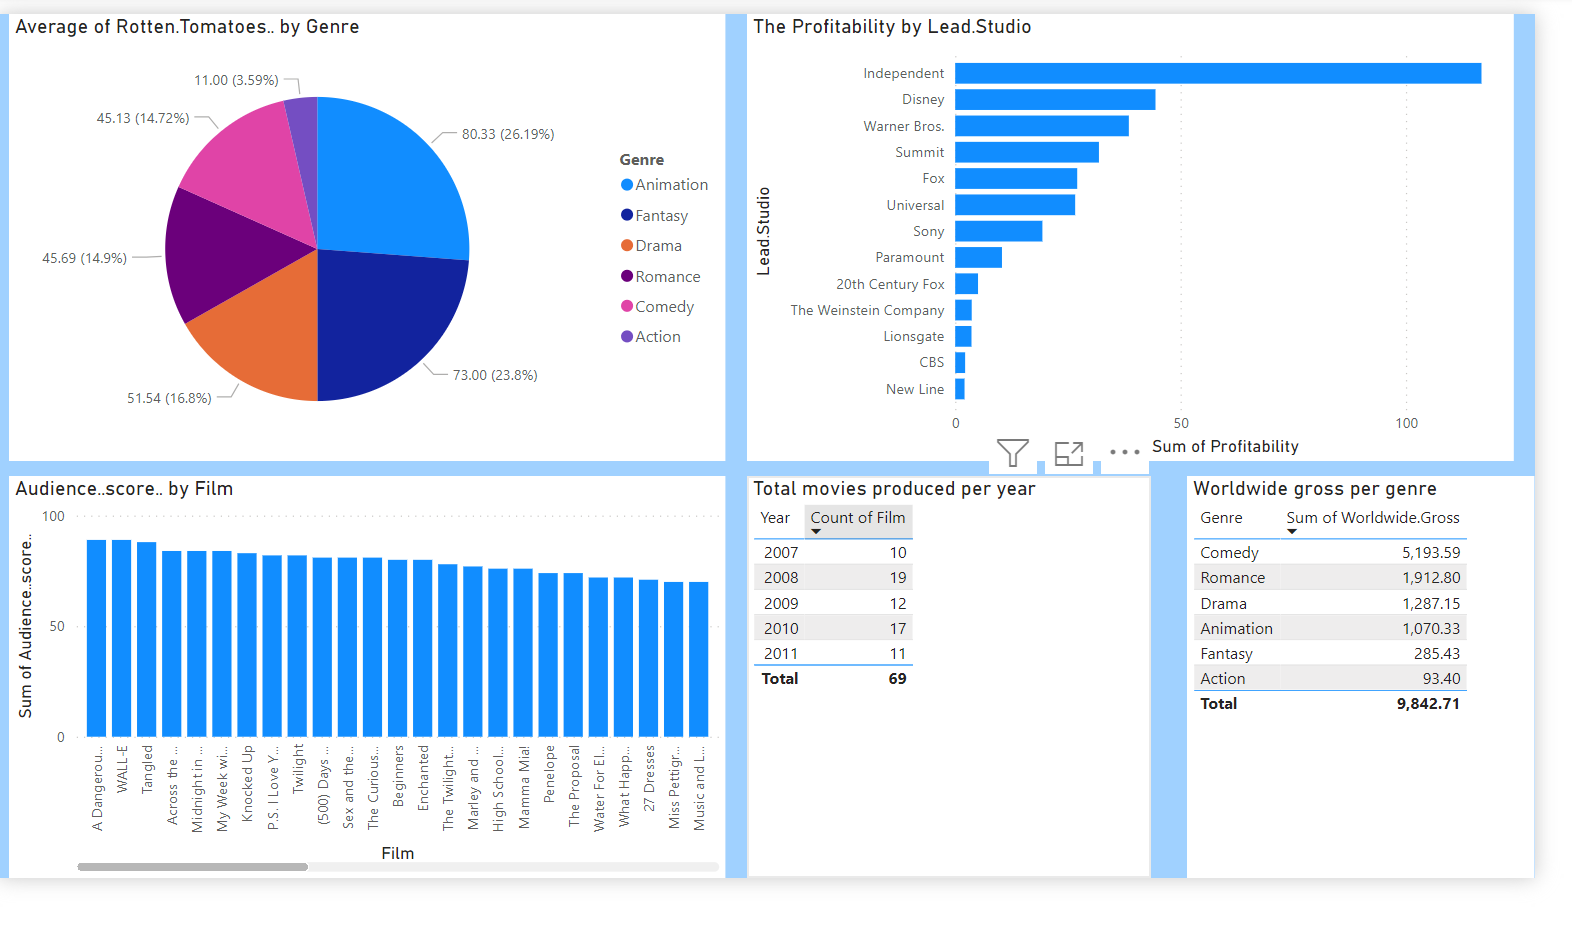 Average of Rotten.Tomatoes.. by Genre
11.00 (3.59%)
45.13 (14.72%)
80.33 (26.19%)
45.69 (14.9%)
51.54 (16.8%)
73.00 (23.8%)
Genre
Animation
Fantasy
Drama
Romance
Comedy
Action
The Profitability by Lead.Studio
Lead.Studio
Independent
Disney
Warner Bros.
Summit
Fox
Universal
Sony
Paramount
20th Century Fox
The Weinstein Company
Lionsgate
CBS
New Line
0 50 100
Sum of Profitability
Audience..score.. by Film
Sum of Audience.score..
100
50
0
A Dangerou...
WALL-E
Tangled
Across the ...
Midnight in ...
My Week wi...
Knocked Up
P.S. I Love Y...
Twilight
(500) Days ...
Sex and the...
The Curious...
Beginners
Enchanted
The Twilight...
Marley and ...
High School...
Mamma Mia!
Penelope
The Proposal
Water For El...
What Happ...
27 Dresses
Miss Pettigr...
Music and L...
Film
Total movies produced per year
Year Count of Film
2007 10
2008 19
2009 12
2010 17
2011 11
Total 69
Worldwide gross per genre
Genre Sum of Worldwide.Gross
Comedy 5,193.59
Romance 1,912.80
Drama 1,287.15
Animation 1,070.33
Fantasy 285.43
Action 93.40
Total 9,842.71